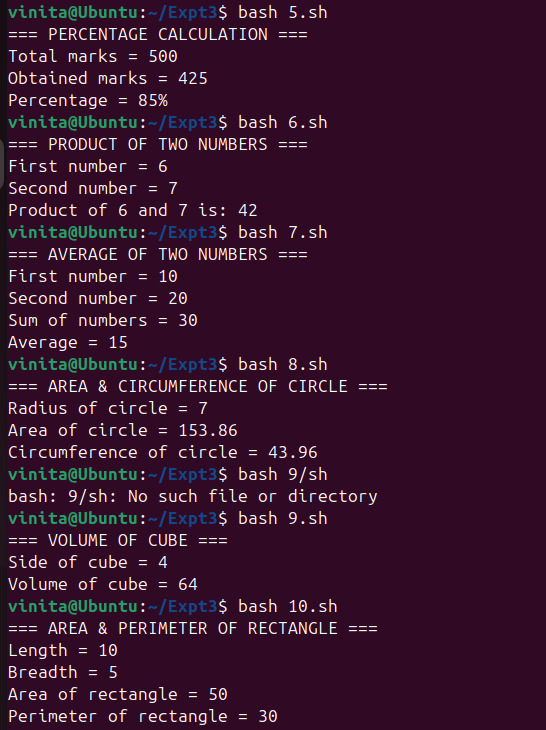 vinita@Ubuntu:~/Expt3$ bash 5.sh
=== PERCENTAGE CALCULATION ===
Total marks = 500
Obtained marks = 425
Percentage = 85%
vinita@Ubuntu:~/Expt3$ bash 6.sh
=== PRODUCT OF TWO NUMBERS ===
First number = 6
Second number = 7
Product of 6 and 7 is: 42
vinita@Ubuntu:~/Expt3$ bash 7.sh
=== AVERAGE OF TWO NUMBERS ===
First number = 10
Second number = 20
Sum of numbers = 30
Average = 15
vinita@Ubuntu:~/Expt3$ bash 8.sh
=== AREA & CIRCUMFERENCE OF CIRCLE ===
Radius of circle = 7
Area of circle = 153.86
Circumference of circle = 43.96
vinita@Ubuntu:~/Expt3$ bash 9/sh
bash: 9/sh: No such file or directory
vinita@Ubuntu:~/Expt3$ bash 9.sh
=== VOLUME OF CUBE ===
Side of cube = 4
Volume of cube = 64
vinita@Ubuntu:~/Expt3$ bash 10.sh
=== AREA & PERIMETER OF RECTANGLE ===
Length = 10
Breadth = 5
Area of rectangle = 50
Perimeter of rectangle = 30